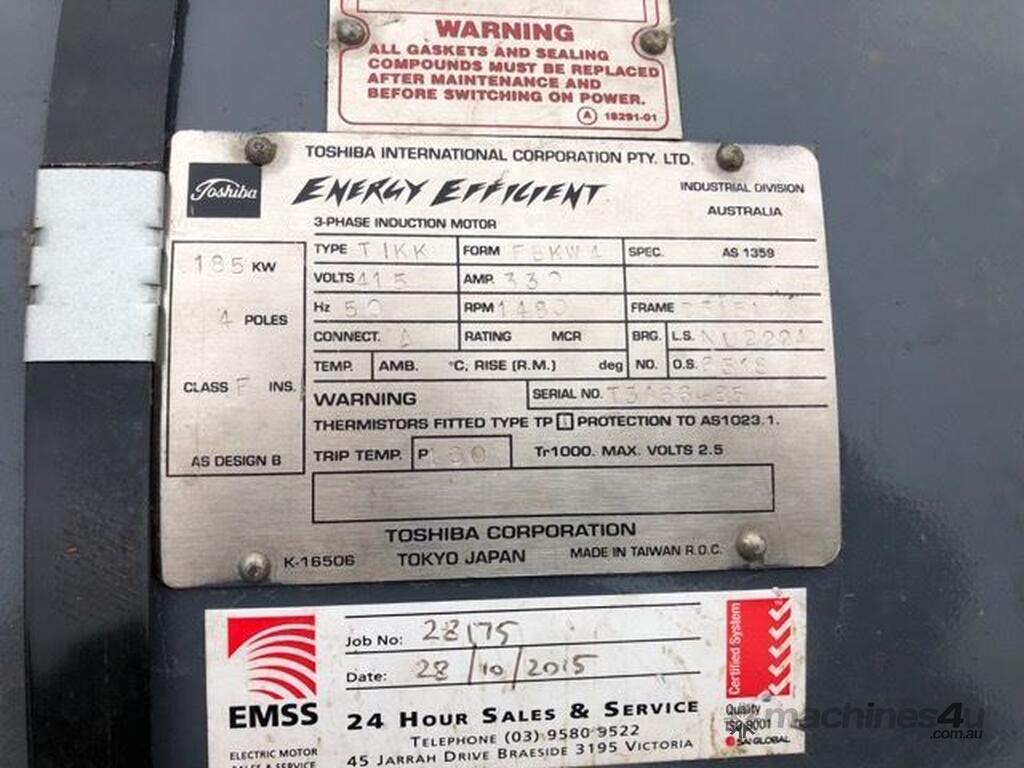 WARNING
ALL GASKETS AND SEALING
COMPOUNDS MUST BE REPLACED
AFTER MAINTENANCE AND
BEFORE SWITCHING ON POWER.
A 18291-01
TOSHIBA INTERNATIONAL CORPORATION PTY. LTD.
Toshiba ENERGY EFFICIENT INDUSTRIAL DIVISION
AUSTRALIA
3-PHASE INDUCTION MOTOR
185 KW
4 POLES
CLASS F INS.
AS DESIGN B
TYPE TIKK FORM SPEC. AS 1359
VOLTS 415 AMP. 330
Hz 50 RPM 1480 FRAME
CONNECT. RATING MCR BRG. L.S.
TEMP. AMB. °C, RISE (R.M.) deg NO. O.S.
WARNING SERIAL NO.
THERMISTORS FITTED TYPE TP PROTECTION TO AS1023.1.
TRIP TEMP. P Tr1000. MAX. VOLTS 2.5
TOSHIBA CORPORATION
K-16506 TOKYO JAPAN MADE IN TAIWAN R.O.C.
EMSS
ELECTRIC MOTOR
SALES & SERVICE
Job No: 28175
Date: 28/10/2015
24 HOUR SALES & SERVICE
TELEPHONE (03) 9580 9522
45 JARRAH DRIVE BRAESIDE 3195 VICTORIA
Certified System
Quality
ISO 9001
SAI GLOBAL
machines4u
.com.au